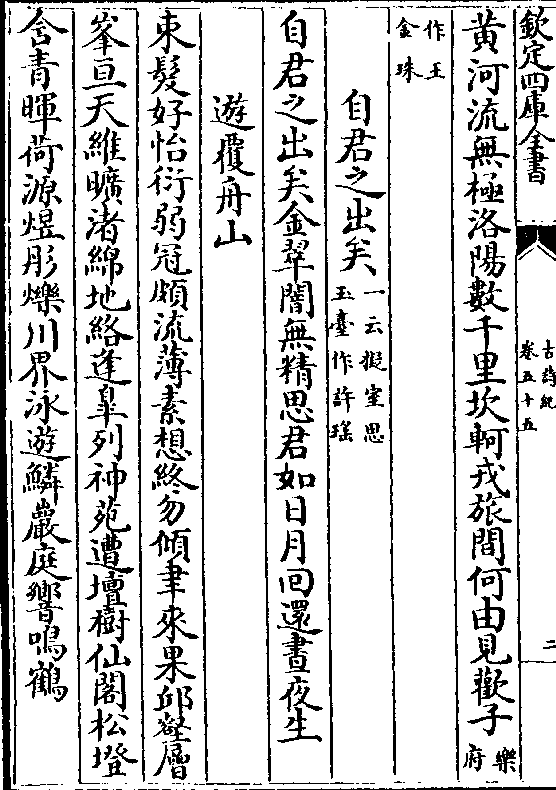 欽定四庫全書
古詩紀
卷五十五
二
黃河流無極洛陽數千里坎軻戎旅間何由見歡子樂府
作王金珠
自君之出矣一云擬室思玉臺作許瑤
自君之出矣金翠闇無精思君如日月回還晝夜生
遊覆舟山
束髮好怡衍弱冠頗流薄素想終勿傾聿來果邱壑層
峯亘天維曠渚綿地絡逢臯列神苑遭壇樹仙閣松墱
含青暉荷源煜彤爍川界泳遊鱗巖庭響鳴鶴